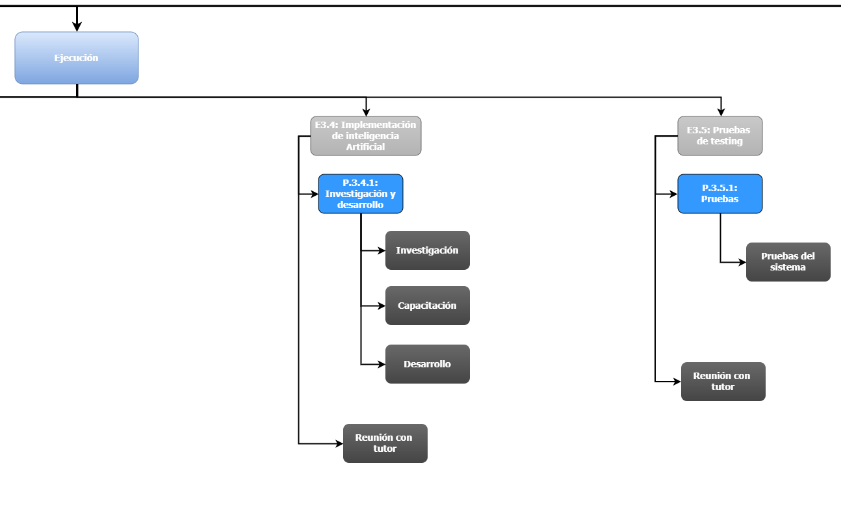 Ejecución
E3.4: Implementación
de inteligencia
Artificial
P.3.4.1:
Investigación y
desarrollo
Investigación
Capacitación
Desarrollo
Reunión con
tutor
E3.5: Pruebas
de testing
P.3.5.1:
Pruebas
Pruebas del
sistema
Reunión con
tutor